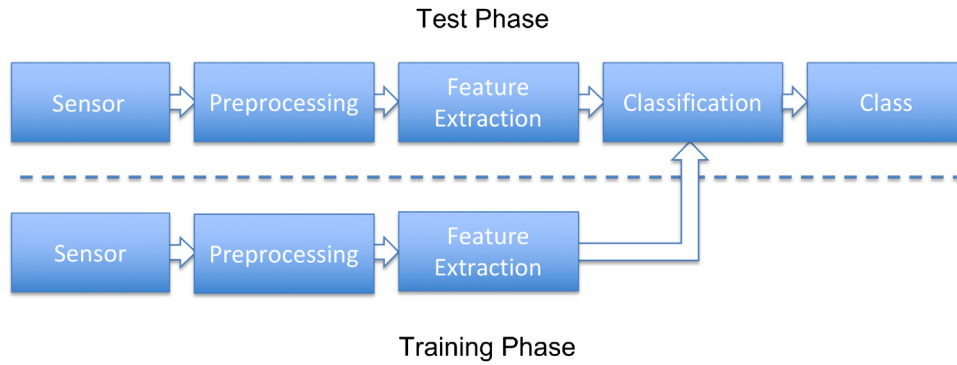 Test Phase
Sensor
Preprocessing
Feature
Extraction
Classification
Class
Sensor
Preprocessing
Feature
Extraction
Training Phase